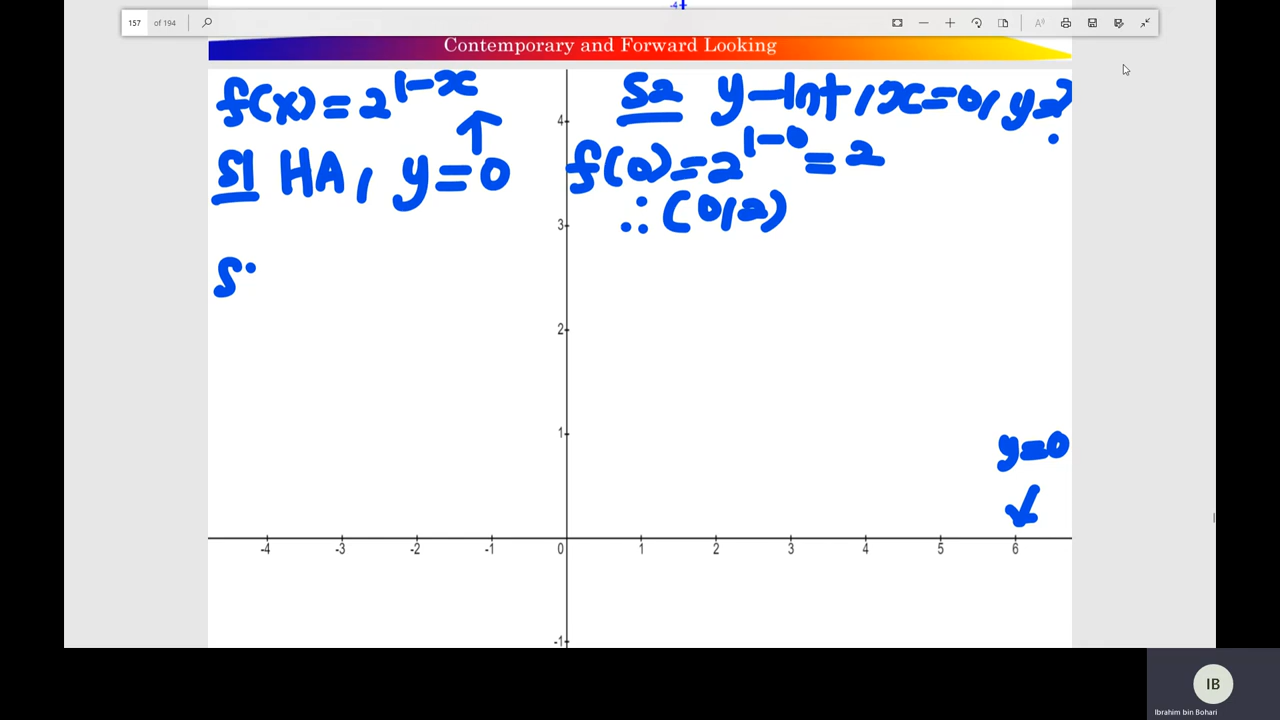 -4
157 of 194
Contemporary and Forward Looking
f(x) = 2^{1-x}
S1 HA, y = 0
S2 y-Int, x=0, y=?
f(0) = 2^{1-0} = 2
∴ (0,2)
S
y=0
4
3
2
1
-4 -3 -2 -1 0 1 2 3 4 5 6
-1
IB
Ibrahim bin Bohari